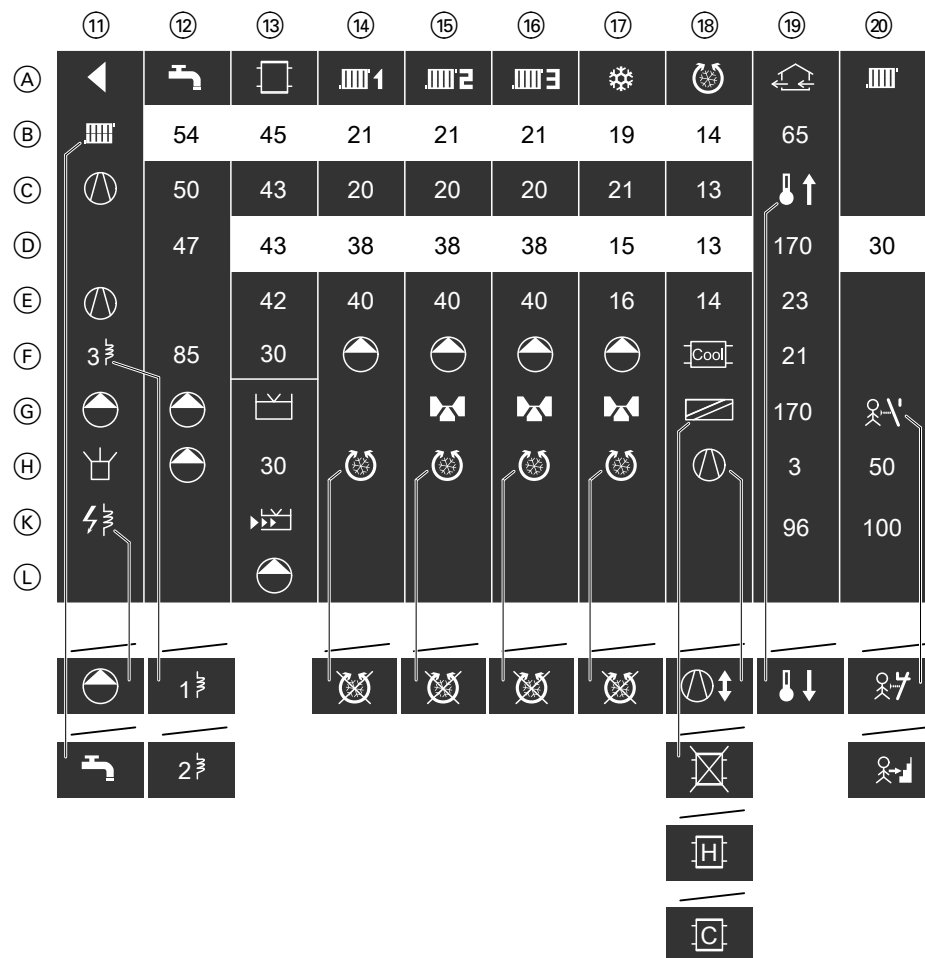 11 12 13 14 15 16 17 18 19 20
A 1 2 3
B 54 45 21 21 21 19 14 65
C 50 43 20 20 20 21 13
D 47 43 38 38 38 15 13 170 30
E 42 40 40 40 16 14 23
F 3 85 30 Cool 21
G 170
H 30 3 50
K 96 100
L
1
2
H
C